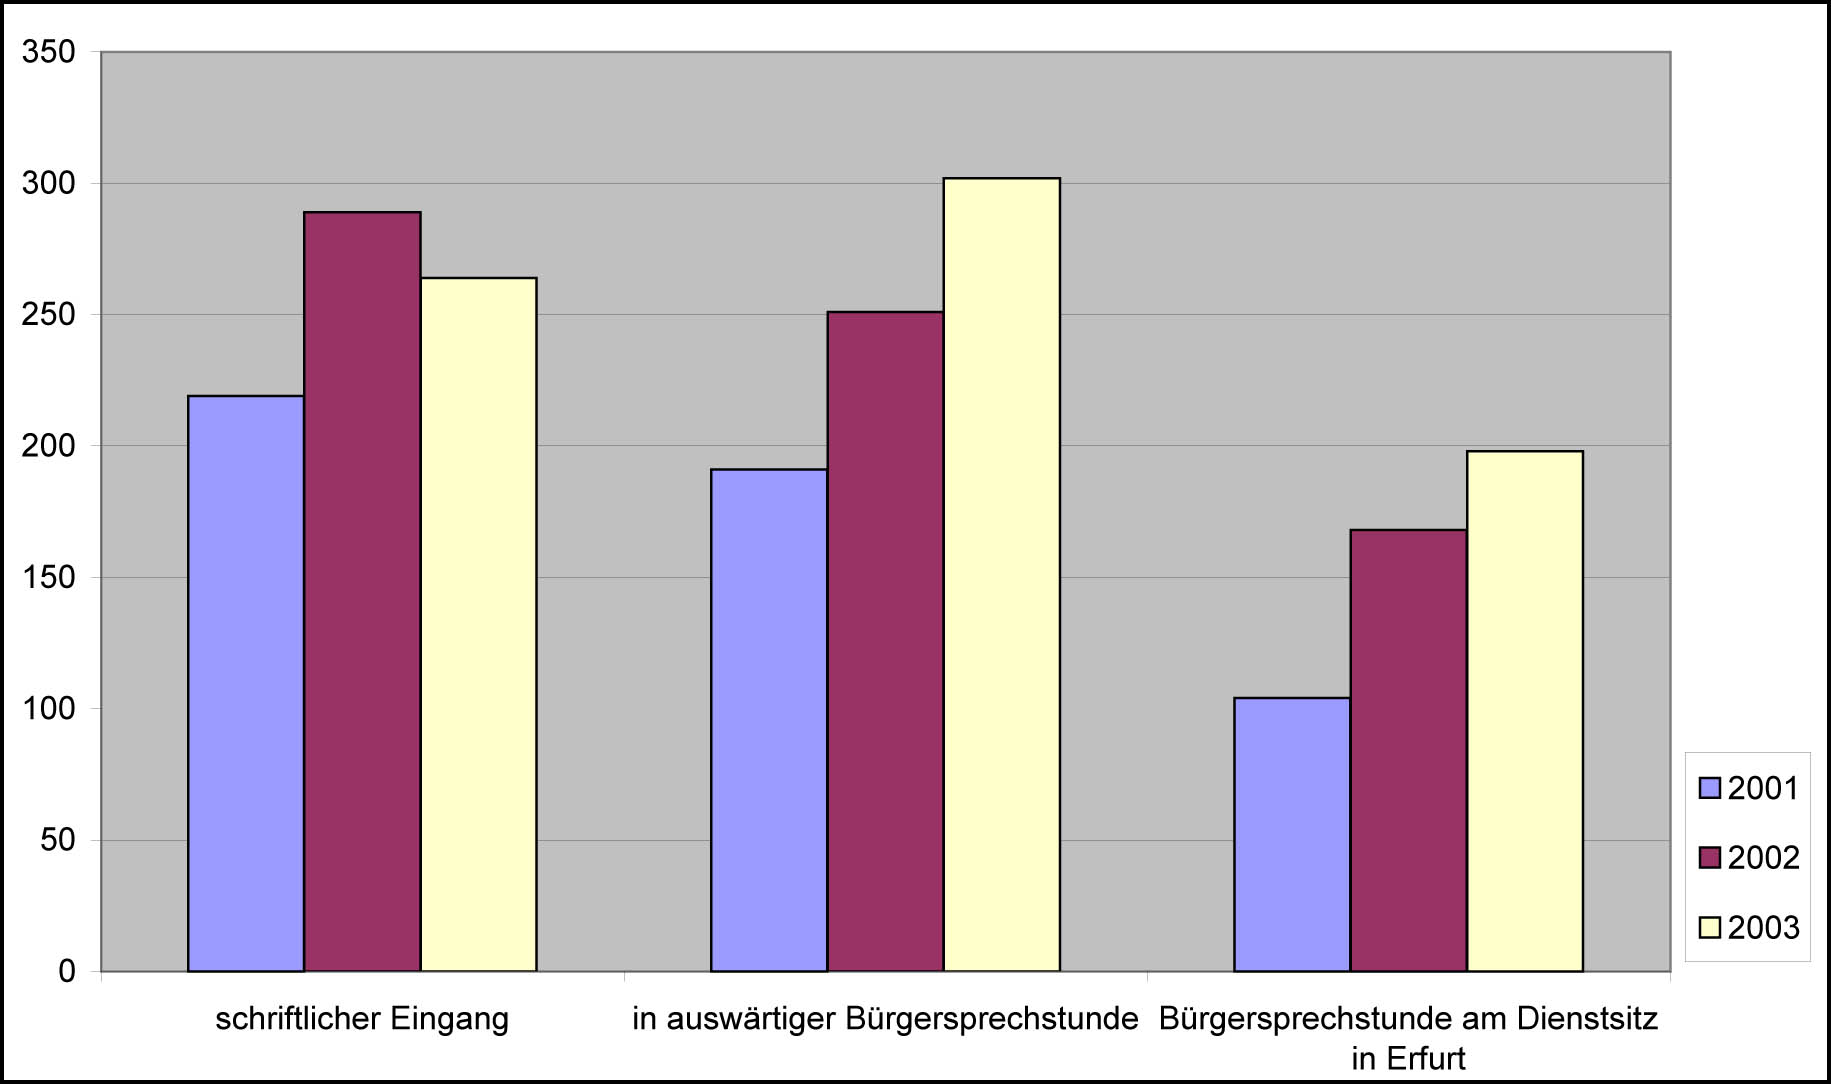 350
300
250
200
150
100
50
0
schriftlicher Eingang
in auswärtiger Bürgersprechstunde
Bürgersprechstunde am Dienstsitz
in Erfurt
2001
2002
2003